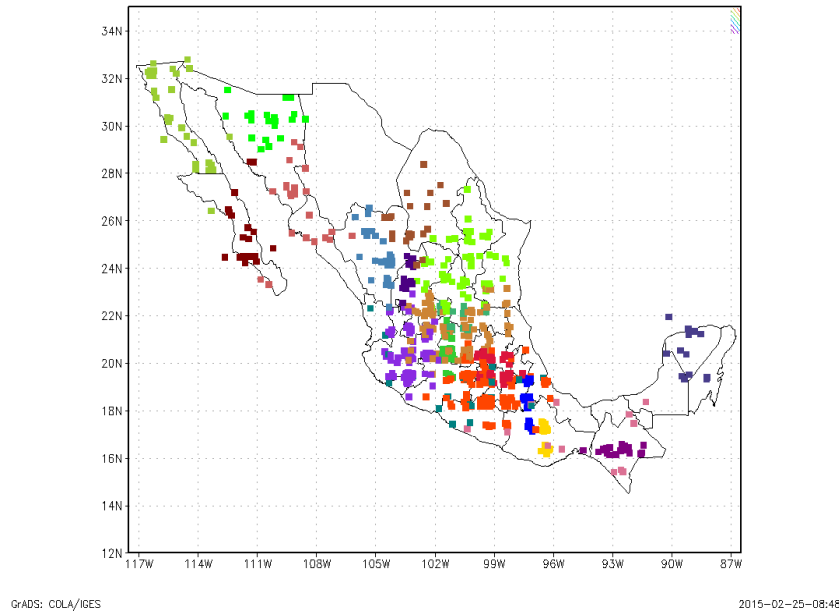 34N
32N
30N
28N
26N
24N
22N
20N
18N
16N
14N
12N
117W 114W 111W 108W 105W 102W 99W 96W 93W 90W 87W
GrADS: COLA/IGES 2015-02-25-08:48